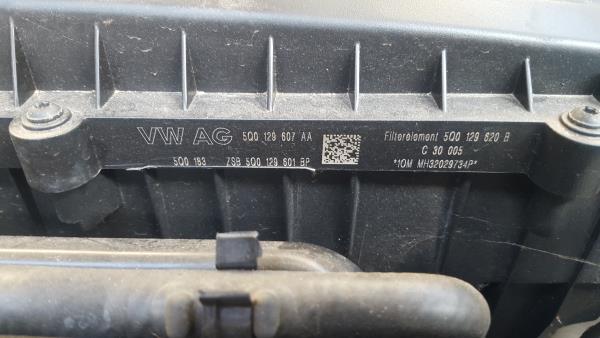 VW AG 5Q0 129 607 AA
5Q0 183 ZSB 5Q0 129 601 BP
Filterelement 5Q0 129 620 B
C 30 005
*10M MH32029734P*